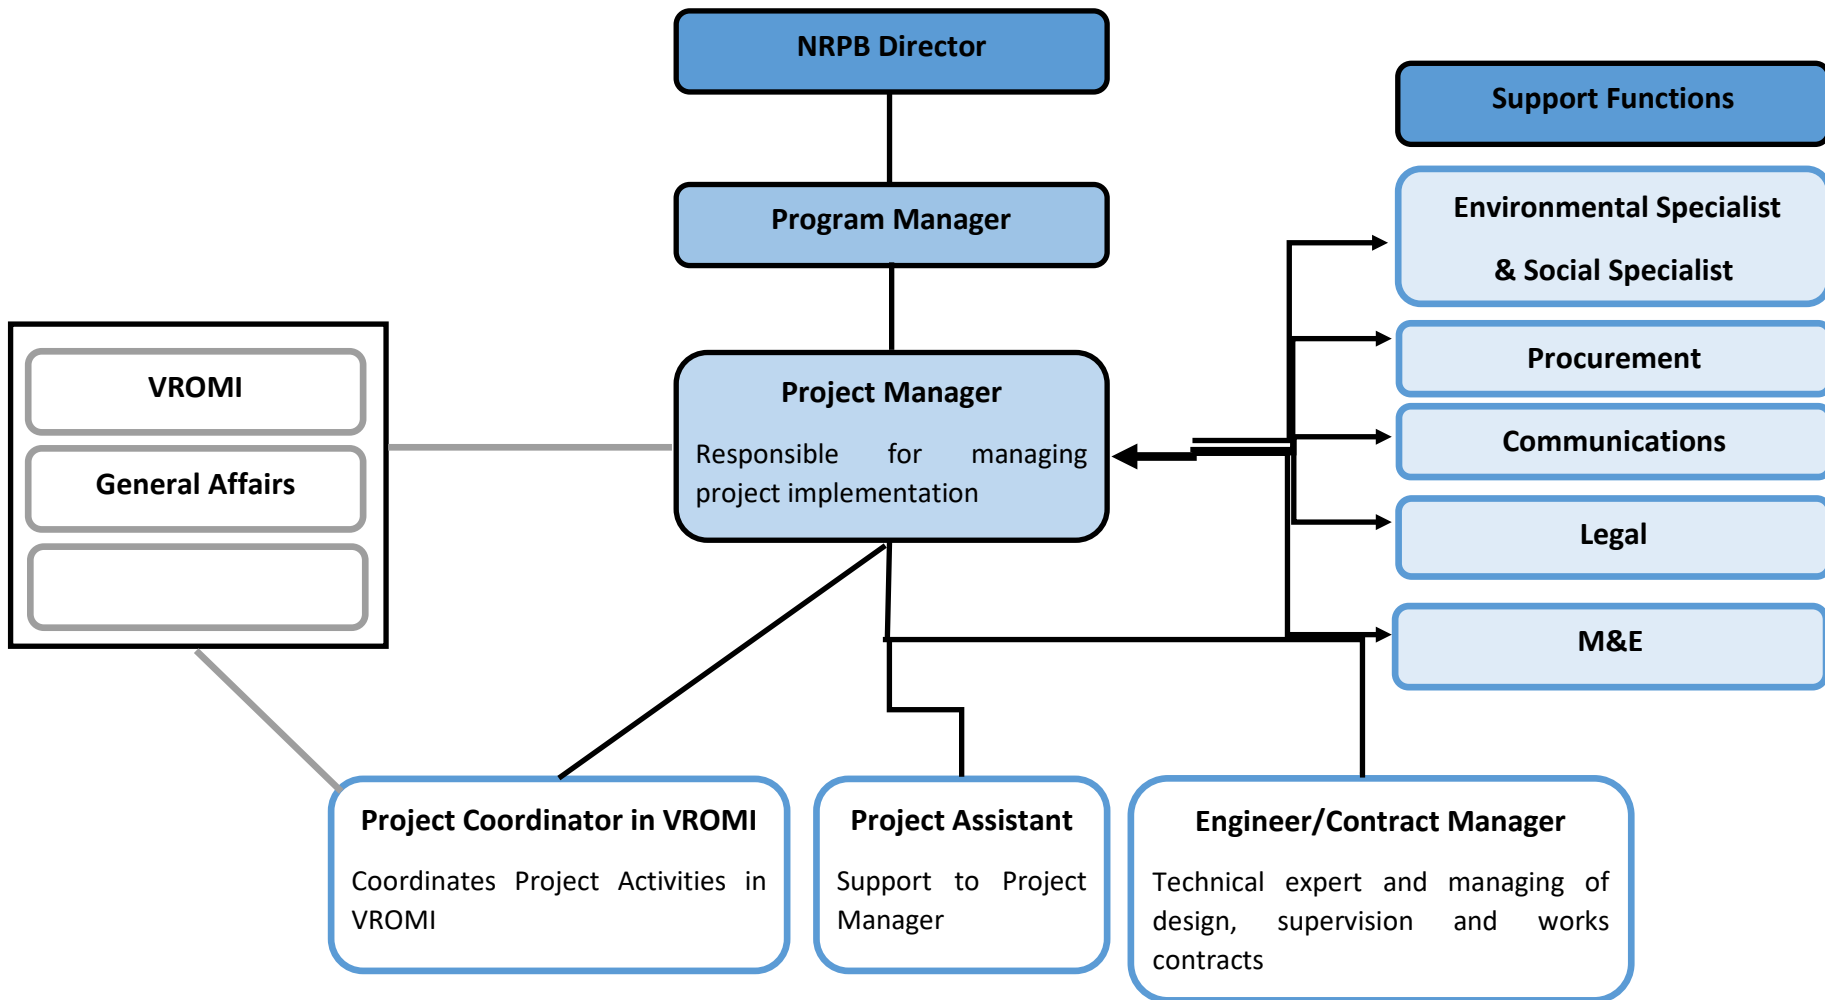 NRPB Director
Support Functions
Program Manager
Environmental Specialist
& Social Specialist
VROMI
General Affairs
Project Manager
Responsible for managing
project implementation
Procurement
Communications
Legal
M&E
Project Coordinator in VROMI
Coordinates Project Activities in
VROMI
Project Assistant
Support to Project
Manager
Engineer/Contract Manager
Technical expert and managing of
design, supervision and works
contracts